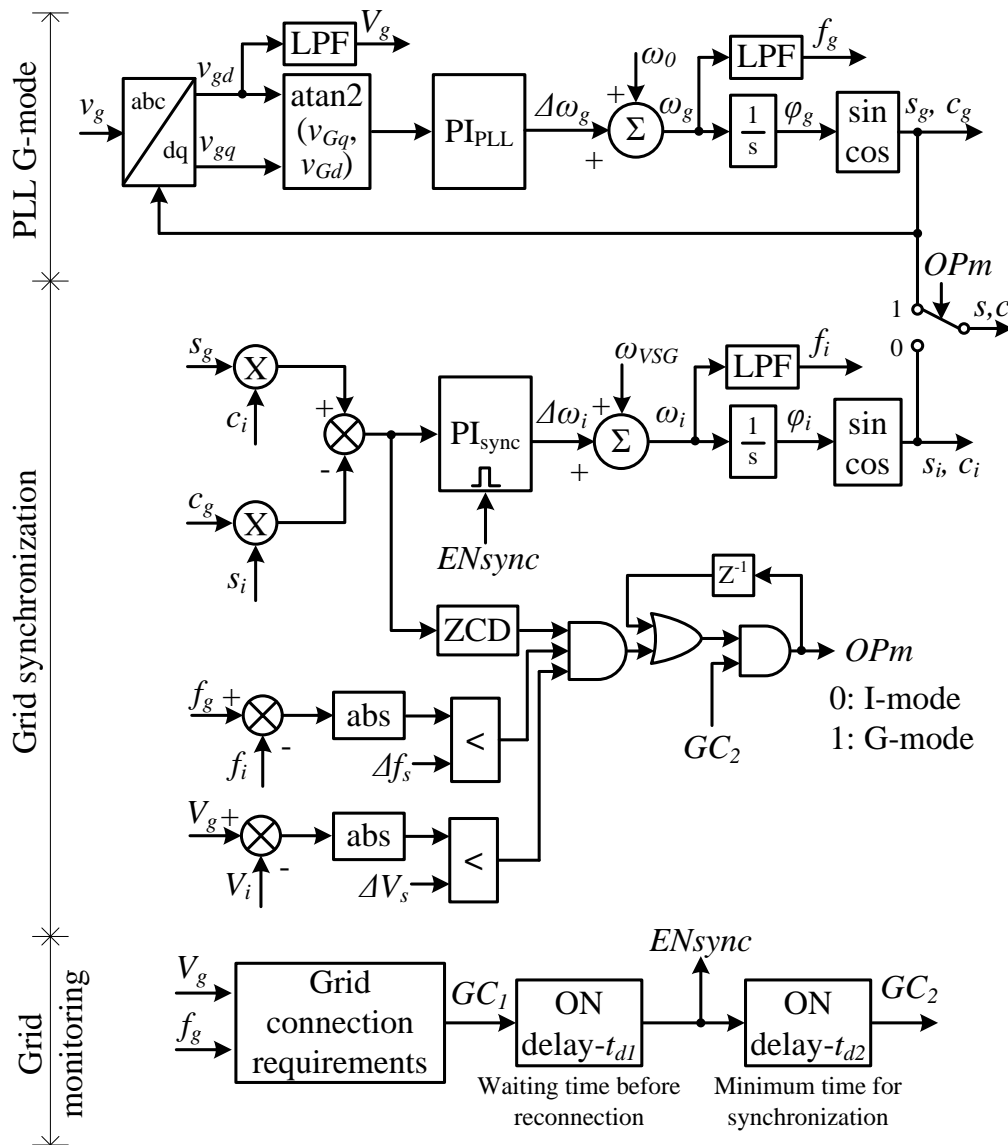 PLL G-mode
v_g
abc
dq
v_gd
v_gq
LPF
V_g
atan2
(v_Gq,
v_Gd)
PI_PLL
Δω_g
ω_0
+
+
Σ
ω_g
LPF
f_g
1
s
φ_g
sin
cos
s_g, c_g
OPm
1
0
s,c
Grid synchronization
s_g
X
c_i
+
-
c_g
X
s_i
PI_sync
ENsync
Δω_i
ω_VSG
+
+
Σ
ω_i
LPF
f_i
1
s
φ_i
sin
cos
s_i, c_i
ZCD
Z^-1
OPm
0: I-mode
1: G-mode
GC_2
f_g
+
-
f_i
abs
<
Δf_s
V_g
+
-
V_i
abs
<
ΔV_s
Grid
monitoring
V_g
f_g
Grid
connection
requirements
GC_1
ON
delay-t_d1
Waiting time before
reconnection
ENsync
ON
delay-t_d2
Minimum time for
synchronization
GC_2